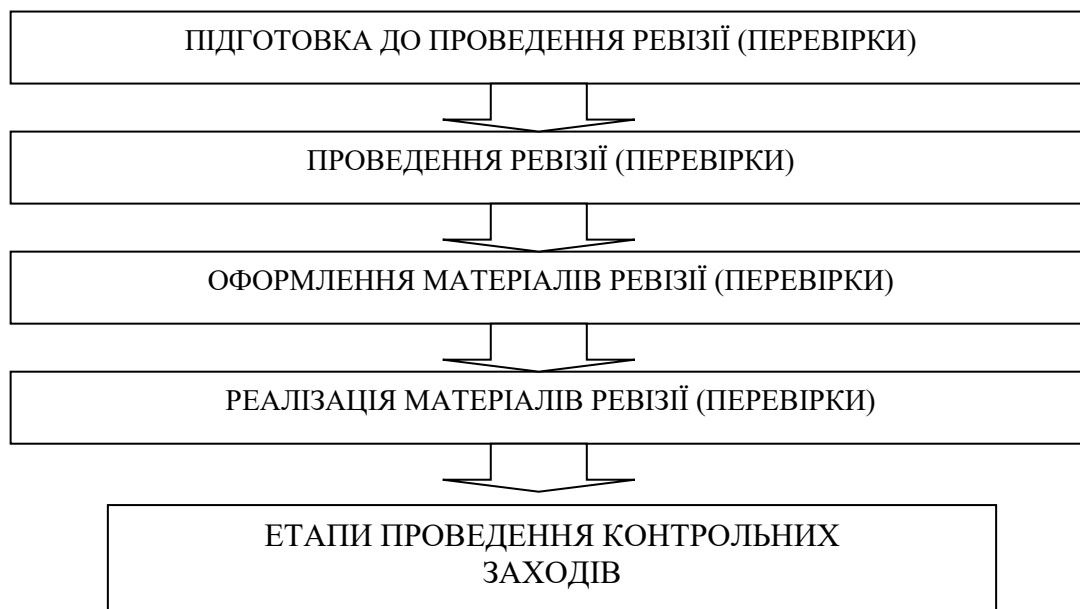 ПІДГОТОВКА ДО ПРОВЕДЕННЯ РЕВІЗІЇ (ПЕРЕВІРКИ)
ПРОВЕДЕННЯ РЕВІЗІЇ (ПЕРЕВІРКИ)
ОФОРМЛЕННЯ МАТЕРІАЛІВ РЕВІЗІЇ (ПЕРЕВІРКИ)
РЕАЛІЗАЦІЯ МАТЕРІАЛІВ РЕВІЗІЇ (ПЕРЕВІРКИ)
ЕТАПИ ПРОВЕДЕННЯ КОНТРОЛЬНИХ
ЗАХОДІВ